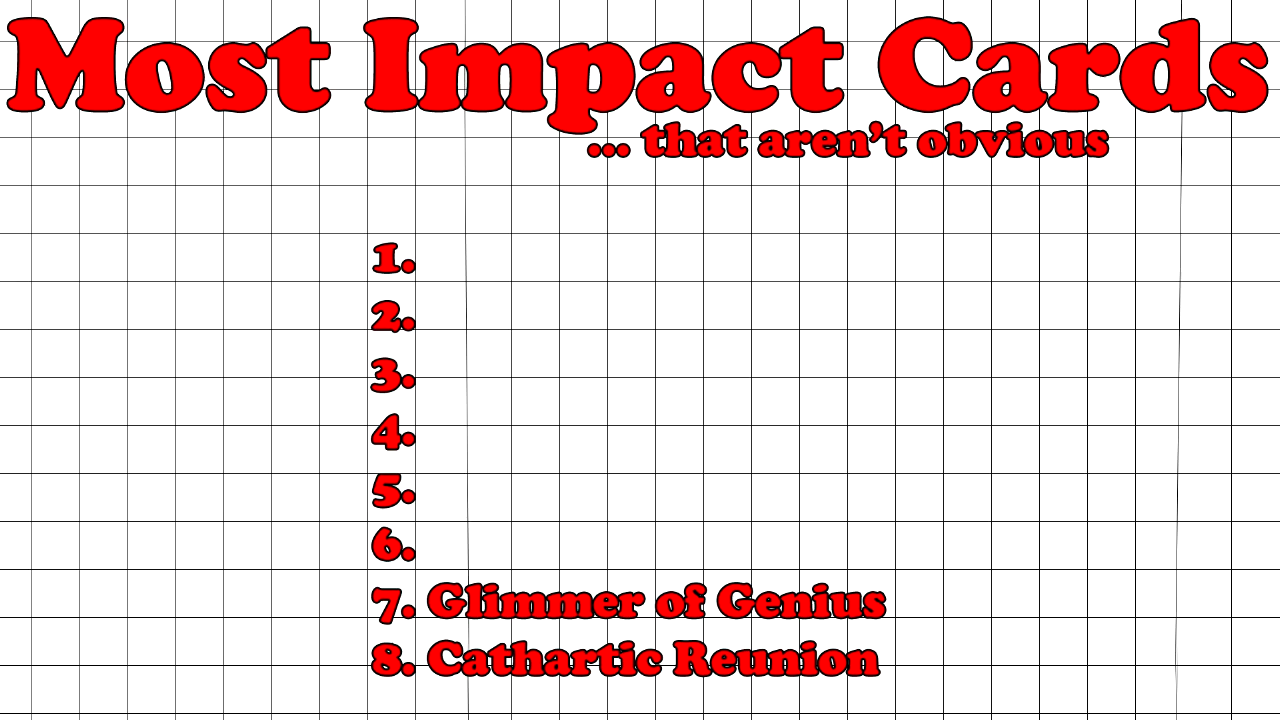 Most Impact Cards
... that aren't obvious
1.
2.
3.
4.
5.
6.
7. Glimmer of Genius
8. Cathartic Reunion